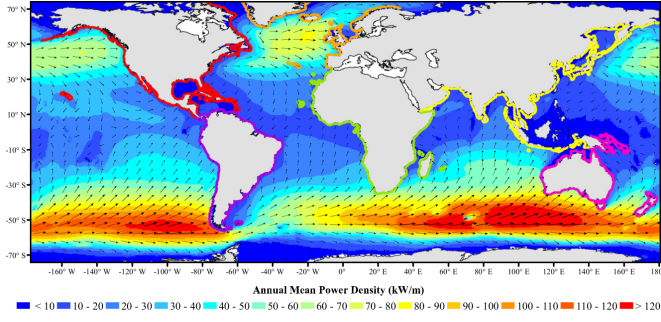 70° N
50° N
30° N
10° N
10° S
30° S
50° S
70° S
160° W 140° W 120° W 100° W 80° W 60° W 40° W 20° W 0° 20° E 40° E 60° E 80° E 100° E 120° E 140° E 160° E 180°
Annual Mean Power Density (kW/m)
< 10 10 - 20 20 - 30 30 - 40 40 - 50 50 - 60 60 - 70 70 - 80 80 - 90 90 - 100 100 - 110 110 - 120 > 120